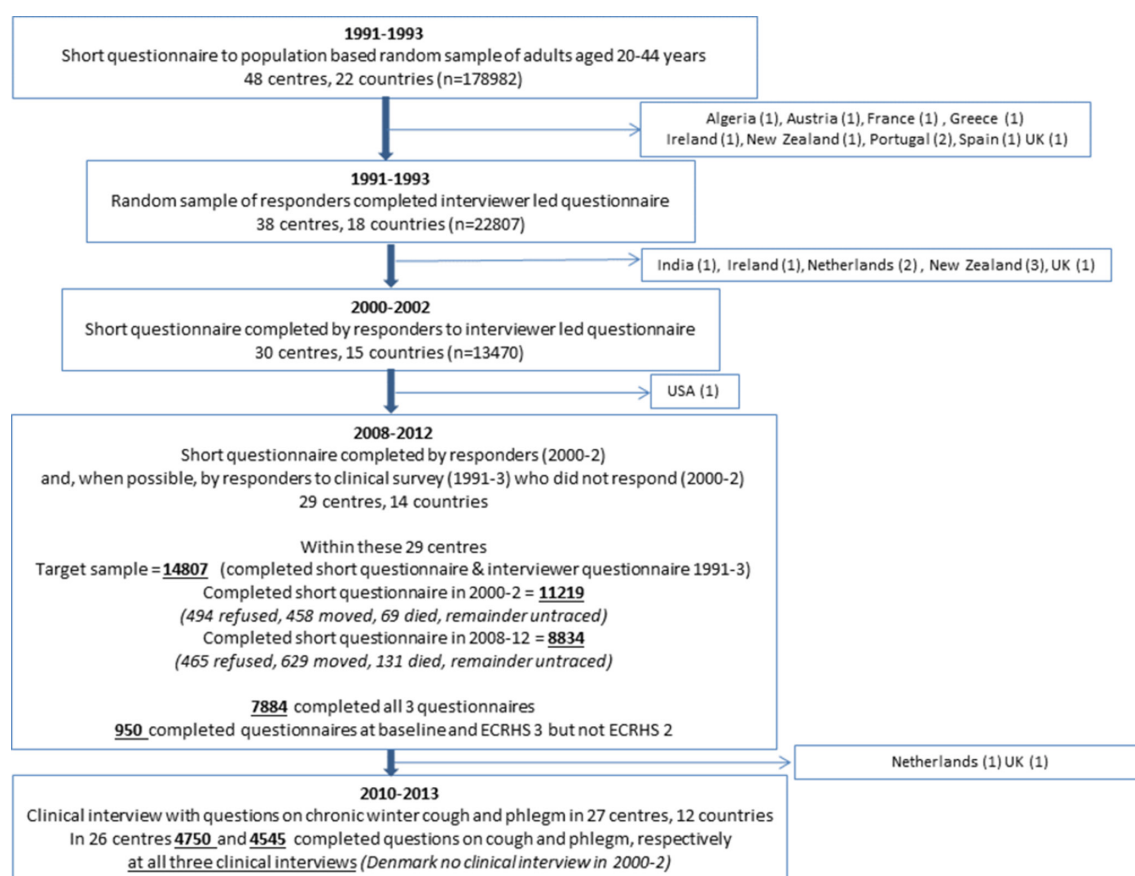 1991-1993
Short questionnaire to population based random sample of adults aged 20-44 years
48 centres, 22 countries (n=178982)
Algeria (1), Austria (1), France (1) , Greece (1)
Ireland (1), New Zealand (1), Portugal (2), Spain (1) UK (1)
1991-1993
Random sample of responders completed interviewer led questionnaire
38 centres, 18 countries (n=22807)
India (1), Ireland (1), Netherlands (2) , New Zealand (3), UK (1)
2000-2002
Short questionnaire completed by responders to interviewer led questionnaire
30 centres, 15 countries (n=13470)
USA (1)
2008-2012
Short questionnaire completed by responders (2000-2)
and, when possible, by responders to clinical survey (1991-3) who did not respond (2000-2)
29 centres, 14 countries
Within these 29 centres
Target sample = 14807 (completed short questionnaire & interviewer questionnaire 1991-3)
Completed short questionnaire in 2000-2 = 11219
(494 refused, 458 moved, 69 died, remainder untraced)
Completed short questionnaire in 2008-12 = 8834
(465 refused, 629 moved, 131 died, remainder untraced)
7884 completed all 3 questionnaires
950 completed questionnaires at baseline and ECRHS 3 but not ECRHS 2
Netherlands (1) UK (1)
2010-2013
Clinical interview with questions on chronic winter cough and phlegm in 27 centres, 12 countries
In 26 centres 4750 and 4545 completed questions on cough and phlegm, respectively
at all three clinical interviews (Denmark no clinical interview in 2000-2)